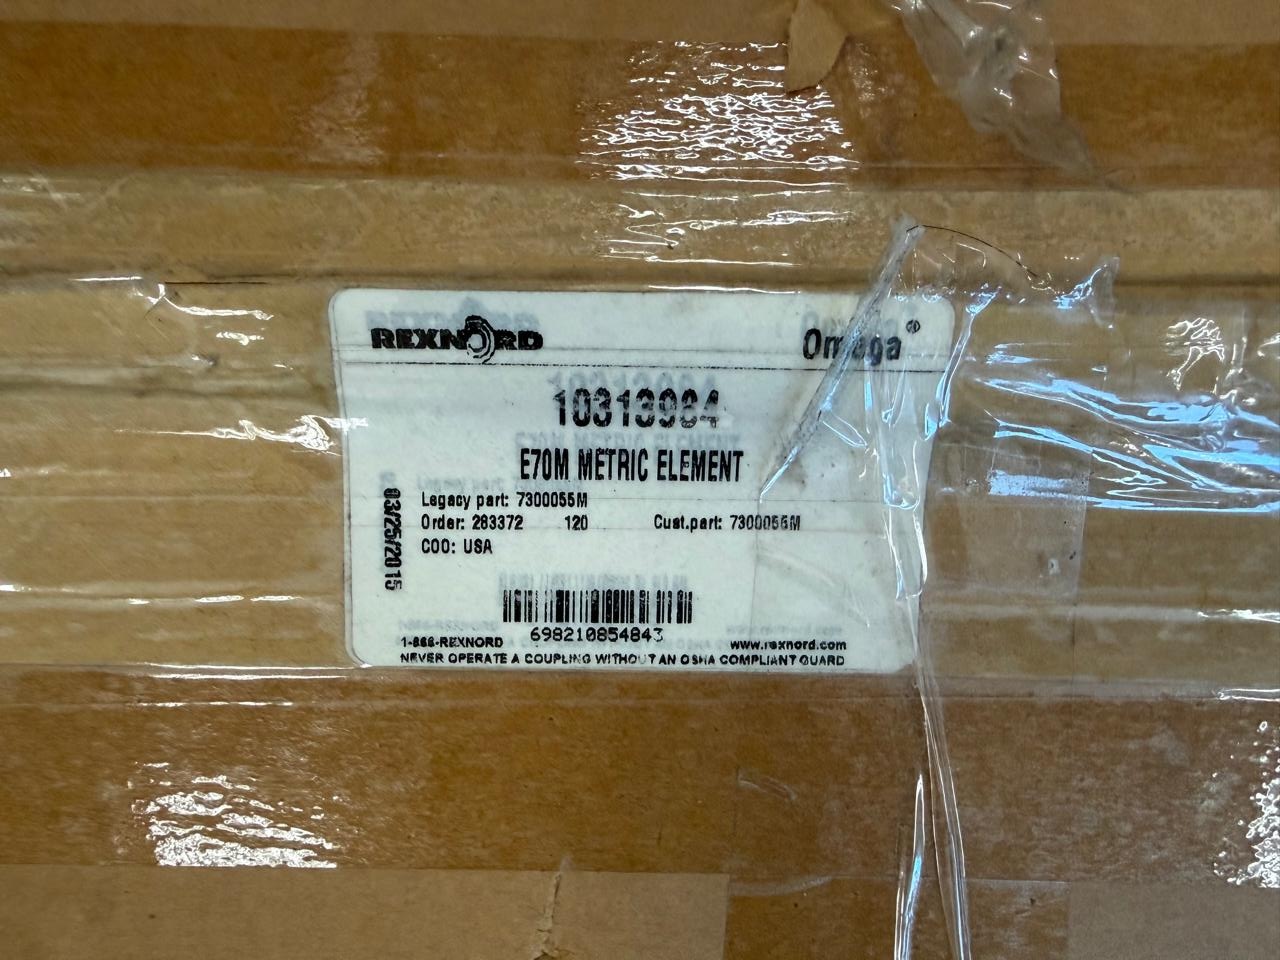 REXNORD
Omega®
10313984
E70M METRIC ELEMENT
Legacy part: 7300055M
Order: 283372 120 Cust.part: 7300055M
COO: USA
03/25/2015
698210854843
1-866-REXNORD www.rexnord.com
NEVER OPERATE A COUPLING WITHOUT AN OSHA COMPLIANT GUARD